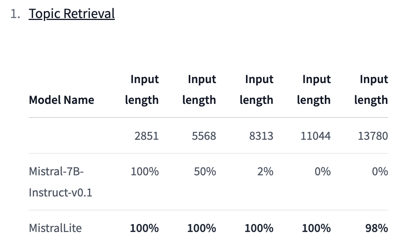 1. Topic Retrieval
Input Input Input Input Input
Model Name length length length length length
2851 5568 8313 11044 13780
Mistral-7B- 100% 50% 2% 0% 0%
Instruct-v0.1
MistralLite 100% 100% 100% 100% 98%